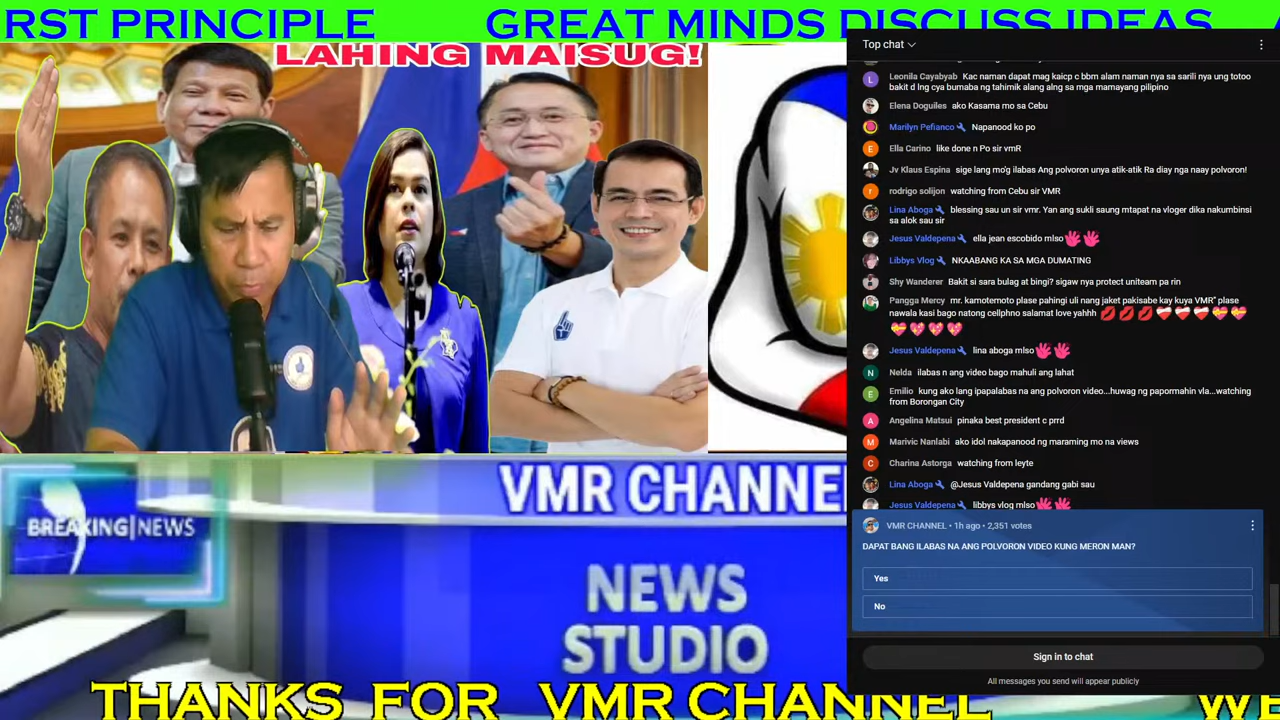 RST PRINCIPLE GREAT MINDS DISCUSS IDEAS
LAHING MAISUG!
BREAKING NEWS
VMR CHANNE
NEWS
STUDIO
THANKS FOR VMR CHANNEL WE
Top chat
Leonila Cayabyab Kac naman dapat mag kaicp c bbm alam naman nya sa sarili nya ung totoo
bakit d lng cya bumaba ng tahimik alang alng sa mga mamayang pilipino
Elena Doguiles ako Kasama mo sa Cebu
Marilyn Pefianco Napanood ko po
Ella Carino like done n Po sir vmR
Jv Klaus Espina sige lang mo'g ilabas Ang polvoron unya atik-atik Ra diay nga naay polvoron!
rodrigo solijon watching from Cebu sir VMR
Lina Aboga blessing sau un sir vmr. Yan ang sukli saung mtapat na vloger dika nakumbinsi
sa alok sau sir
Jesus Valdepena ella jean escobido mlso
Libbys Vlog NKAABANG KA SA MGA DUMATING
Shy Wanderer Bakit si sara bulag at bingi? sigaw nya protect uniteam pa rin
Pangga Mercy mr. kamotemoto plase pahingi uli nang jaket pakisabe kay kuya VMR" plase
nawala kasi bago natong cellphno salamat love yahhh
Jesus Valdepena lina aboga mlso
Nelda ilabas n ang video bago mahuli ang lahat
Emilio kung ako lang ipapalabas na ang polvoron video...huwag ng papormahin vla...watching
from Borongan City
Angelina Matsui pinaka best president c prrd
Marivic Nanlabi ako idol nakapanood ng maraming mo na views
Charina Astorga watching from leyte
Lina Aboga @Jesus Valdepena gandang gabi sau
Jesus Valdepena libbys vlog mlso
VMR CHANNEL • 1h ago • 2,351 votes
DAPAT BANG ILABAS NA ANG POLVORON VIDEO KUNG MERON MAN?
Yes
No
Sign in to chat
All messages you send will appear publicly